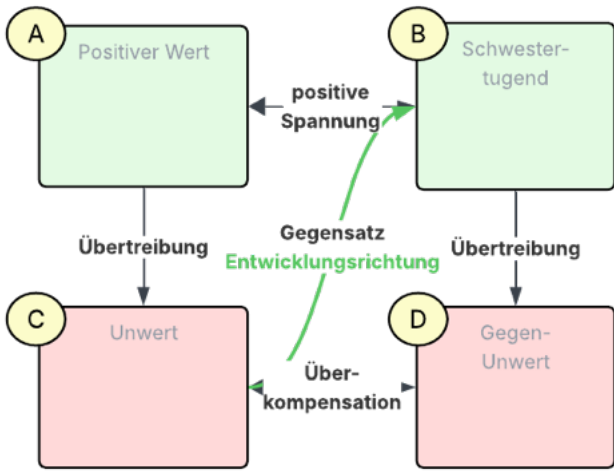 A
Positiver Wert
B
Schwester-
tugend
positive
Spannung
Übertreibung
Gegensatz
Entwicklungsrichtung
Übertreibung
C
Unwert
Über-
kompensation
D
Gegen-
Unwert